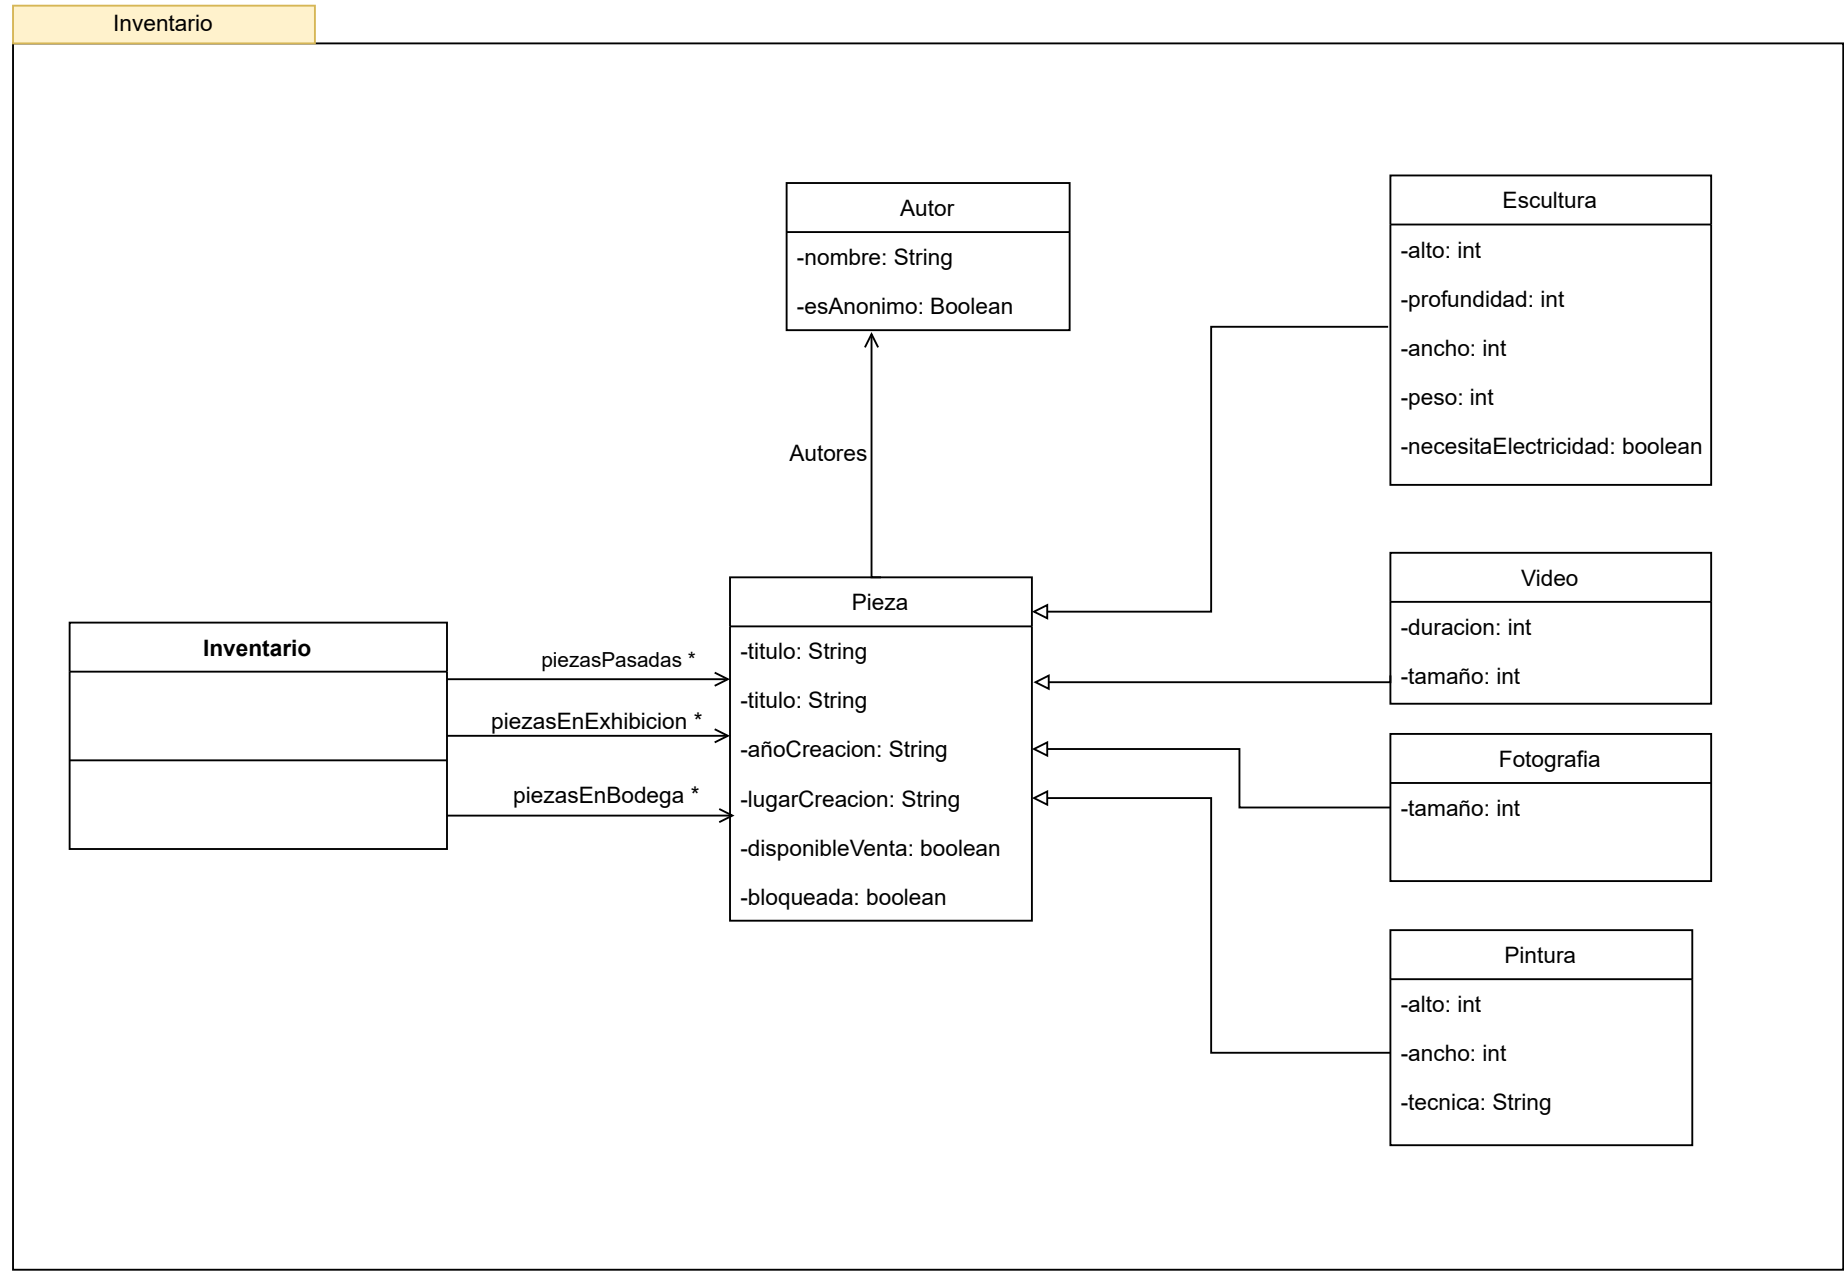 Inventario
Autor
-nombre: String
-esAnonimo: Boolean
Autores
Inventario
piezasPasadas *
piezasEnExhibicion *
piezasEnBodega *
Pieza
-titulo: String
-titulo: String
-añoCreacion: String
-lugarCreacion: String
-disponibleVenta: boolean
-bloqueada: boolean
Escultura
-alto: int
-profundidad: int
-ancho: int
-peso: int
-necesitaElectricidad: boolean
Video
-duracion: int
-tamaño: int
Fotografia
-tamaño: int
Pintura
-alto: int
-ancho: int
-tecnica: String